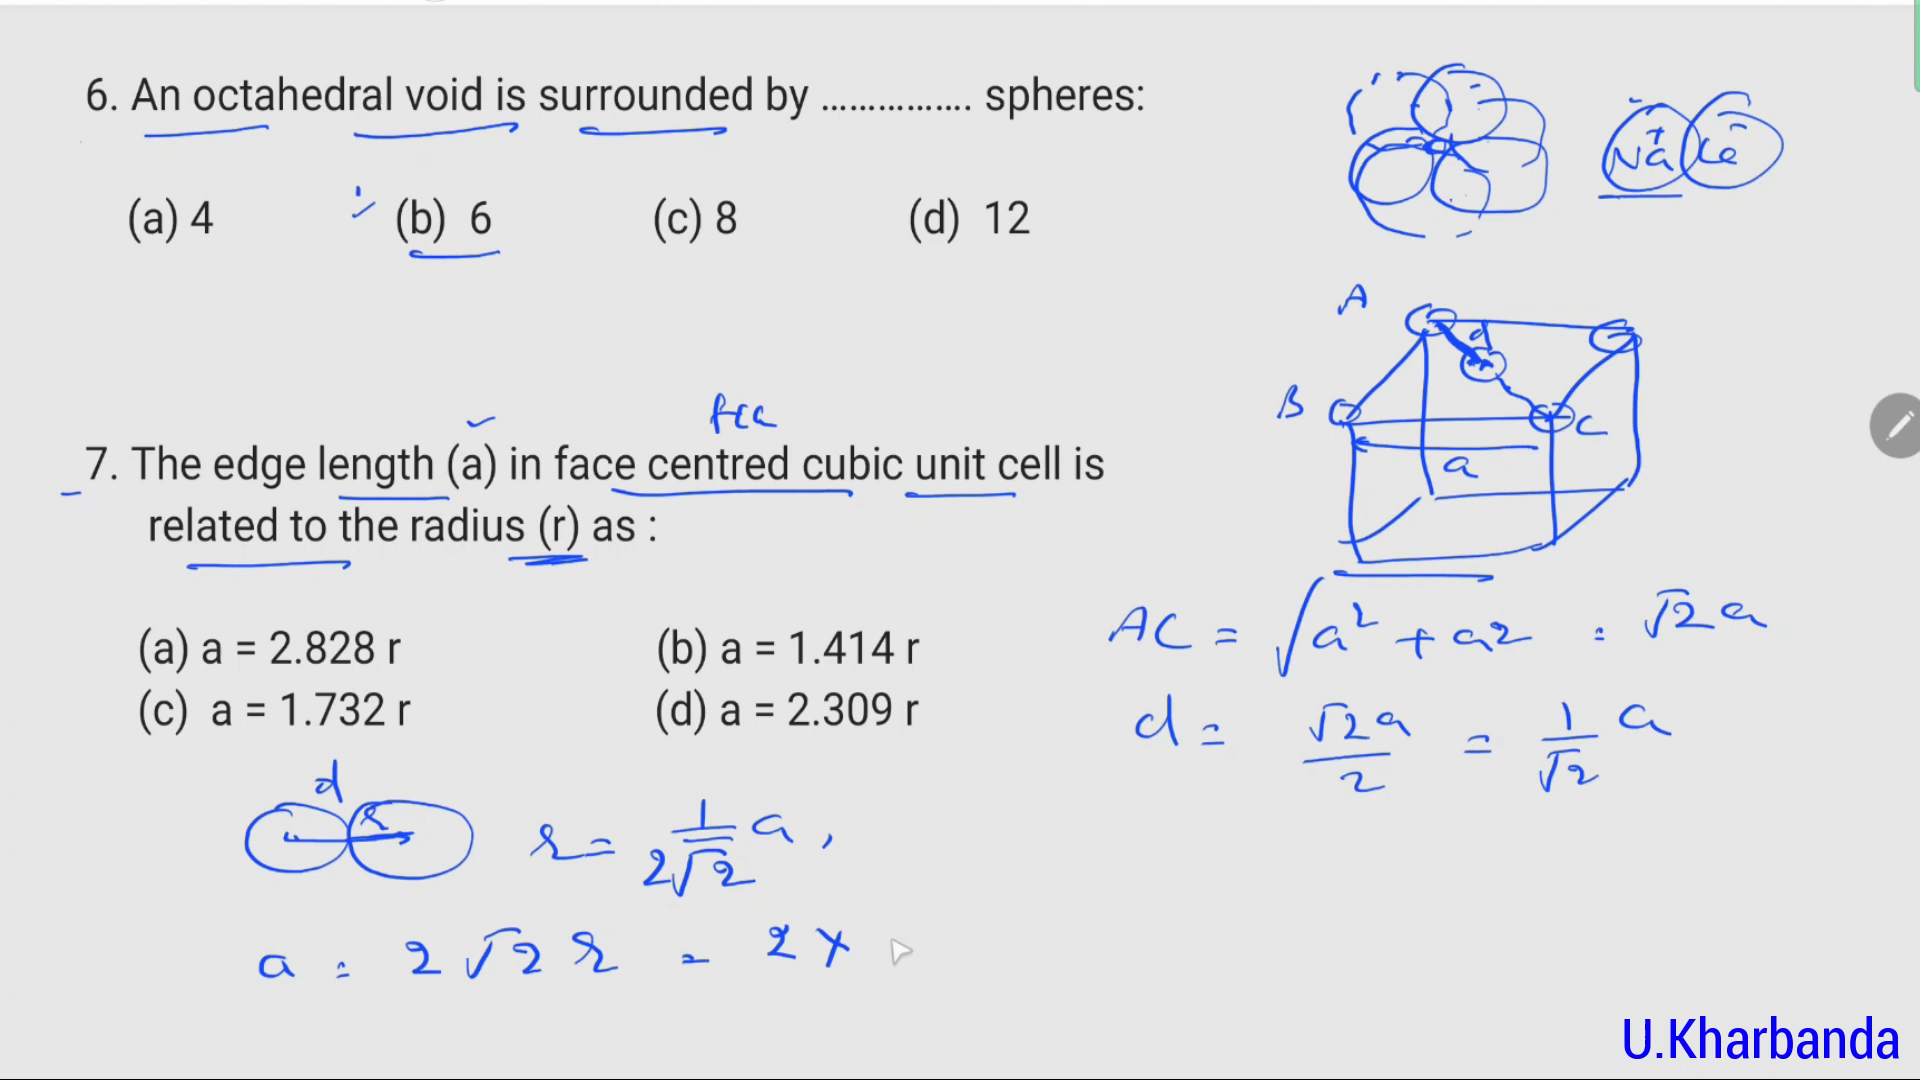 6. An octahedral void is surrounded by ................ spheres:
(a) 4 (b) 6 (c) 8 (d) 12
Na+ Cl-
A
d
B
C
a
fcc
7. The edge length (a) in face centred cubic unit cell is
related to the radius (r) as :
(a) a = 2.828 r (b) a = 1.414 r
(c) a = 1.732 r (d) a = 2.309 r
AC = √a² + a2 = √2 a
d = √2 a / 2 = 1/√2 a
d
r
r = 1/2√2 a,
a = 2 √2 r = 2 ×
U.Kharbanda